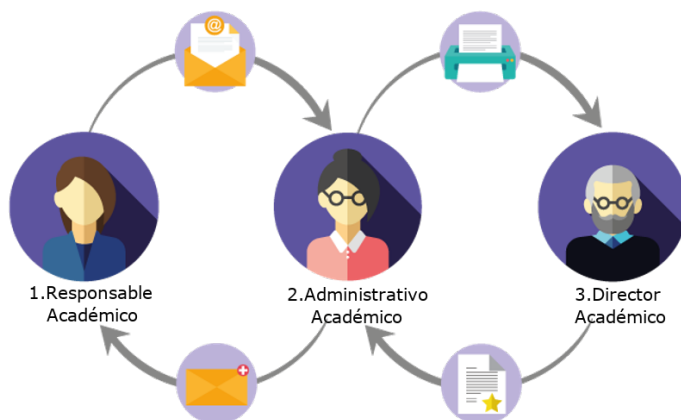 @
1.Responsable
Académico
2.Administrativo
Académico
3.Director
Académico